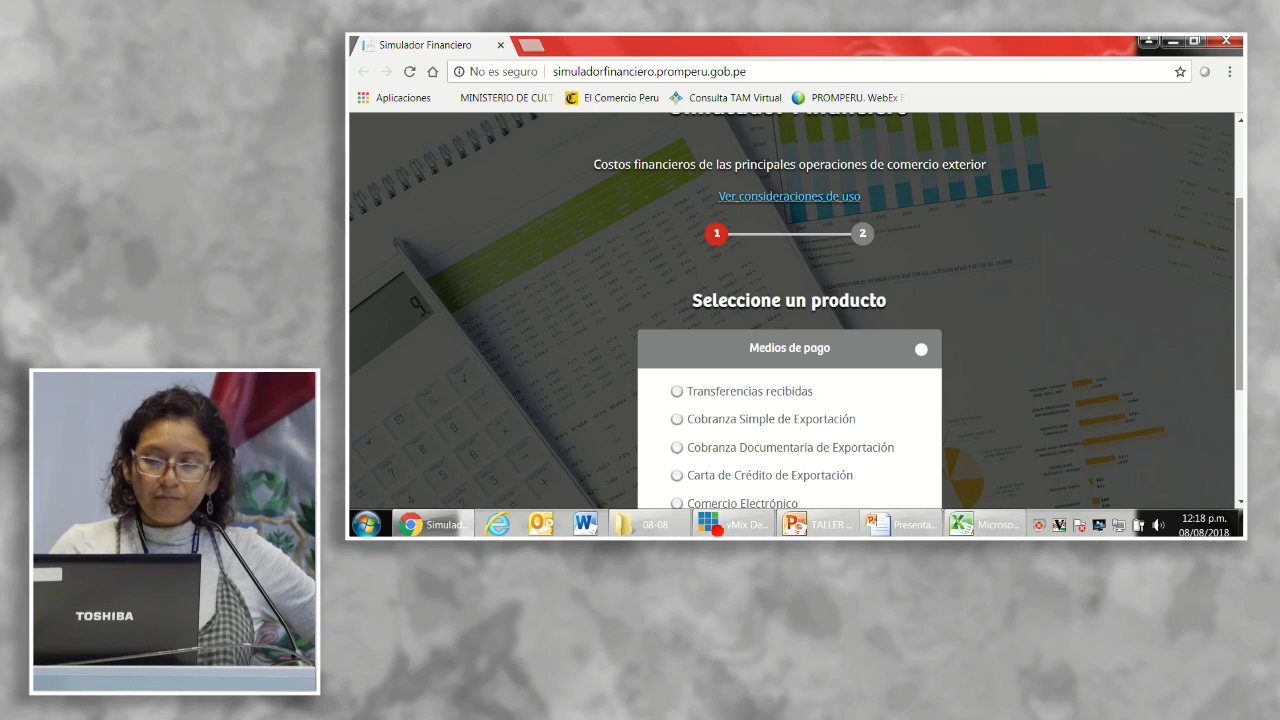 Simulador Financiero
No es seguro
simuladorfinanciero.promperu.gob.pe
Aplicaciones
MINISTERIO DE CULT
El Comercio Peru
Consulta TAM Virtual
PROMPERU. WebEx E
Simulador Financiero
Costos financieros de las principales operaciones de comercio exterior
Ver consideraciones de uso
1
2
Seleccione un producto
Medios de pago
Transferencias recibidas
Cobranza Simple de Exportación
Cobranza Documentaria de Exportación
Carta de Crédito de Exportación
Comercio Electrónico
Simulad...
08-08
vMix De...
TALLER ...
Presenta...
Microso...
12:18 p.m.
08/08/2018
TOSHIBA